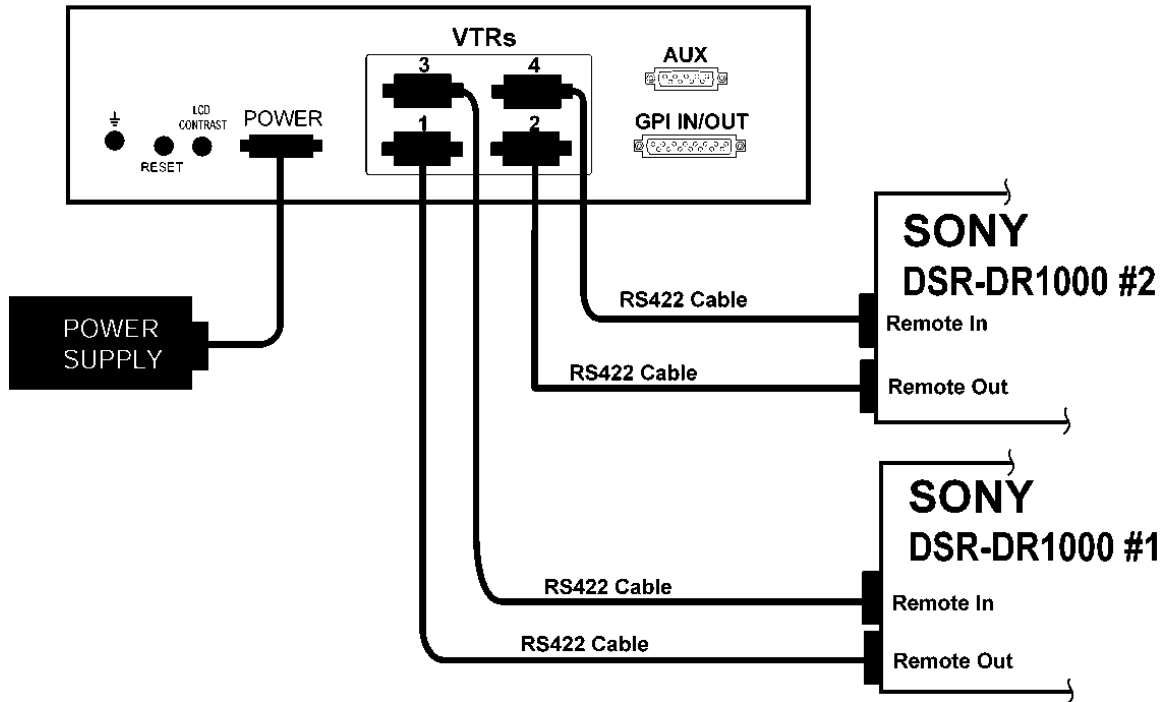 VTRs
3
4
AUX
LCD
CONTRAST
POWER
1
2
GPI IN/OUT
RESET
SONY
DSR-DR1000 #2
RS422 Cable
Remote In
POWER
SUPPLY
RS422 Cable
Remote Out
SONY
DSR-DR1000 #1
RS422 Cable
Remote In
RS422 Cable
Remote Out